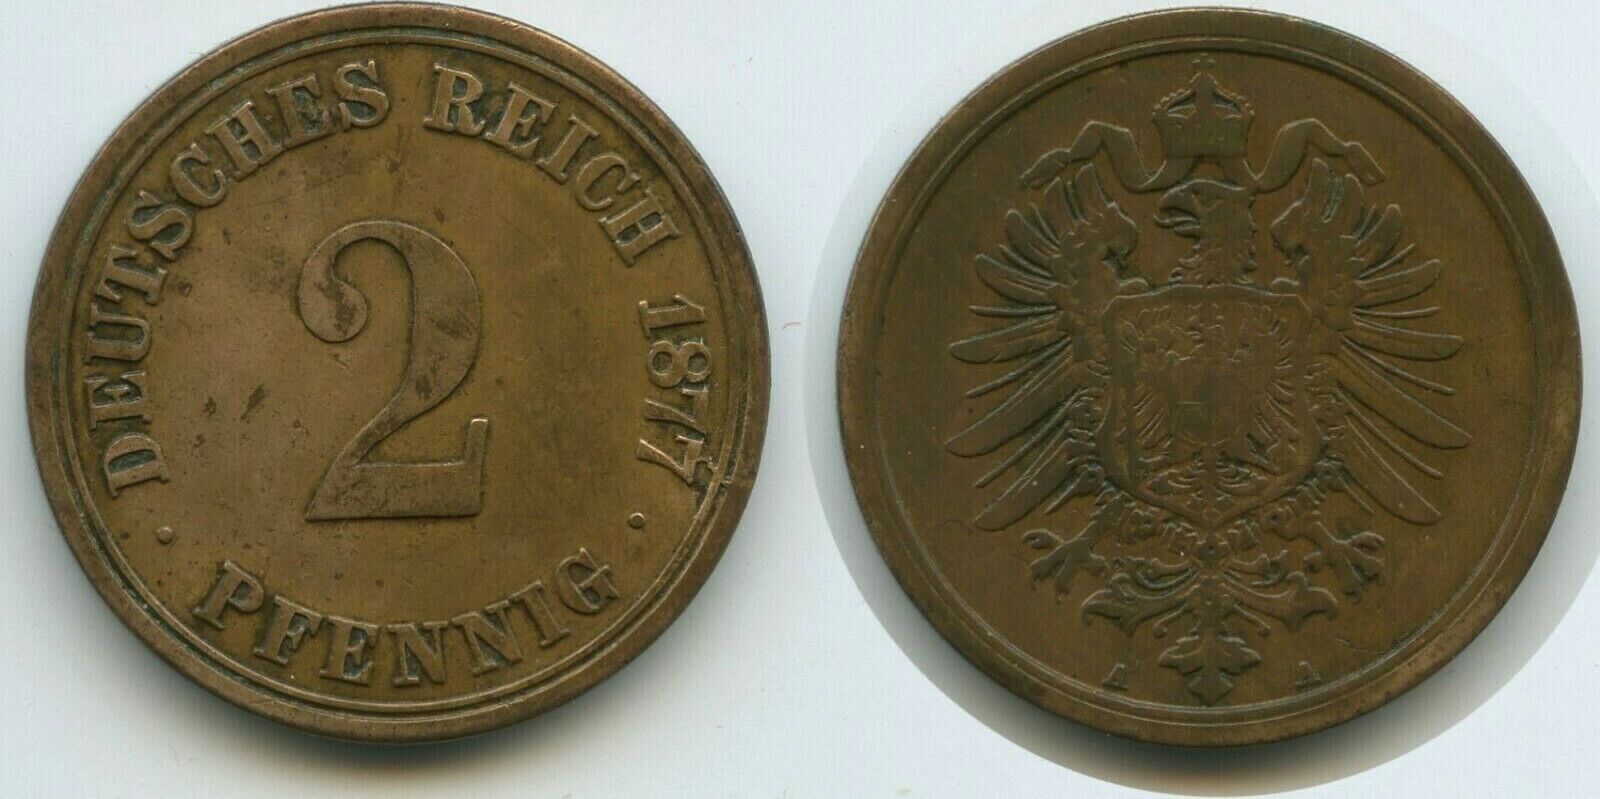 DEUTSCHES REICH 1877
2
· PFENNIG ·
A A